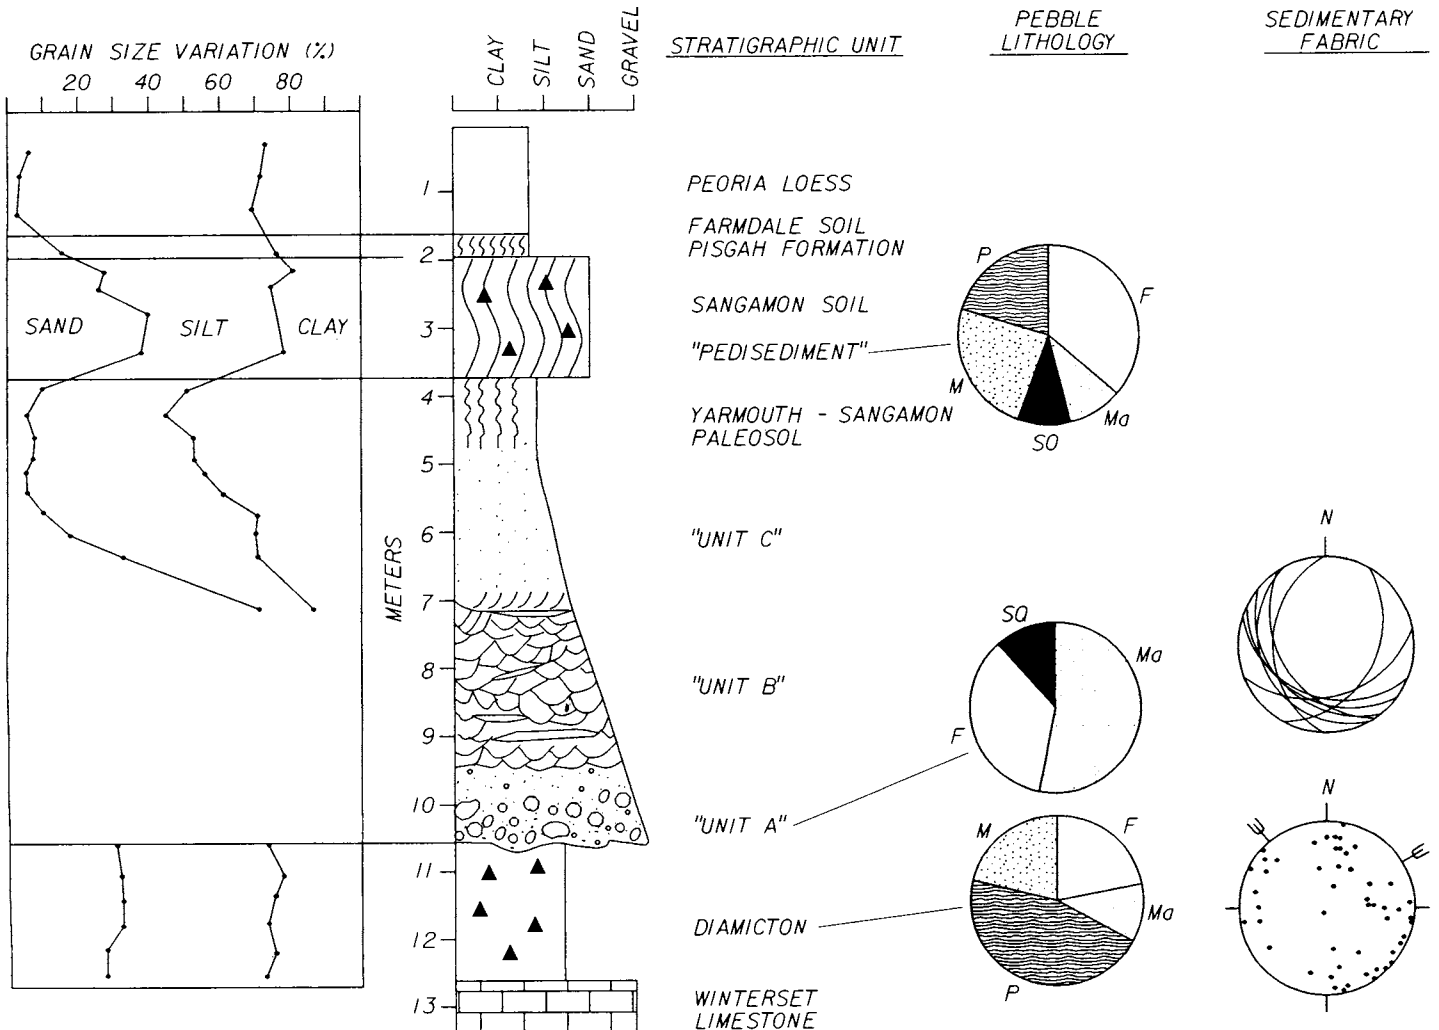 GRAIN SIZE VARIATION (%)
20 40 60 80
CLAY
SILT
SAND
GRAVEL
STRATIGRAPHIC UNIT
PEBBLE
LITHOLOGY
SEDIMENTARY
FABRIC
SAND SILT CLAY
METERS
1
2
3
4
5
6
7
8
9
10
11
12
13
PEORIA LOESS
FARMDALE SOIL
PISGAH FORMATION
SANGAMON SOIL
"PEDISEDIMENT"
YARMOUTH - SANGAMON
PALEOSOL
"UNIT C"
"UNIT B"
"UNIT A"
DIAMICTON
WINTERSET
LIMESTONE
P
F
M
Ma
SQ
SQ
Ma
F
M
F
Ma
P
N
N